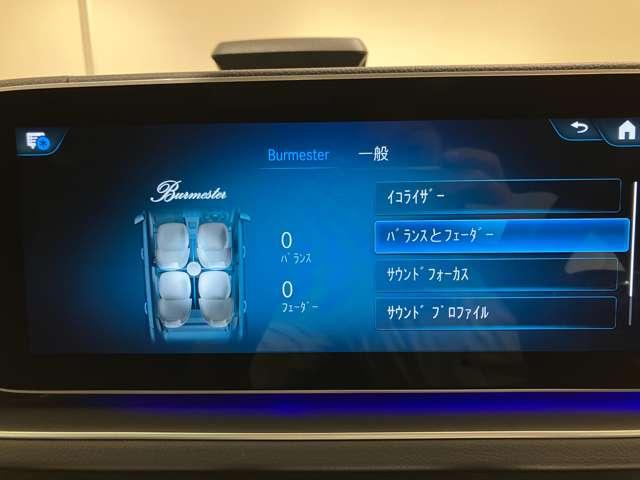 Burmester 一般
Burmester
ｲｺﾗｲｻﾞｰ
0
ﾊﾞﾗﾝｽ
ﾊﾞﾗﾝｽとﾌｪｰﾀﾞｰ
0
ﾌｪｰﾀﾞｰ
ｻｳﾝﾄﾞﾌｫｰｶｽ
ｻｳﾝﾄﾞ ﾌﾟﾛﾌｧｲﾙ